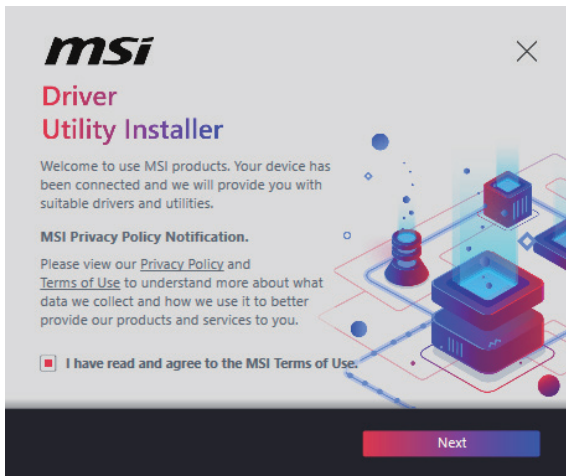 msi
Driver
Utility Installer
Welcome to use MSI products. Your device has
been connected and we will provide you with
suitable drivers and utilities.
MSI Privacy Policy Notification.
Please view our Privacy Policy and
Terms of Use to understand more about what
data we collect and how we use it to better
provide our products and services to you.
I have read and agree to the MSI Terms of Use.
Next